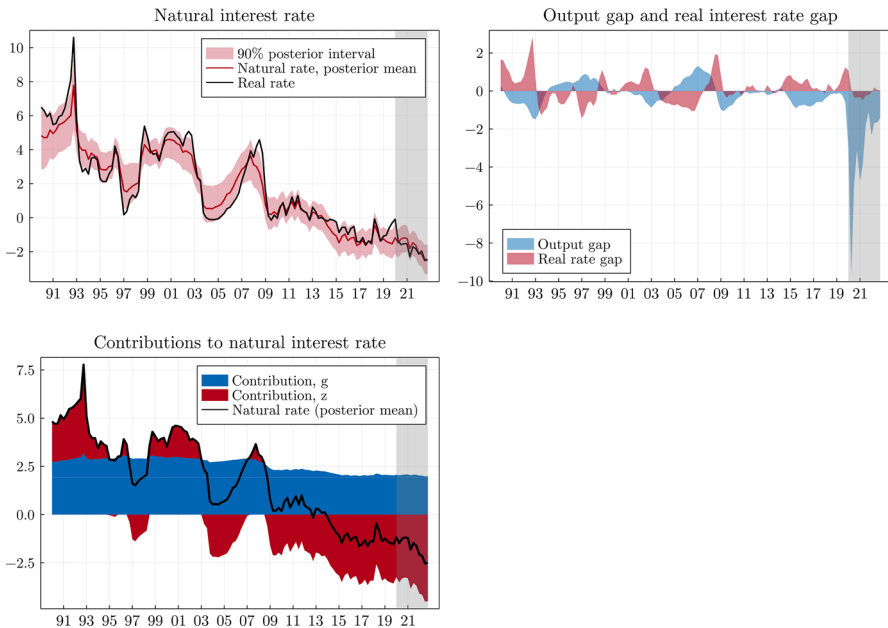 Natural interest rate
10
8
6
4
2
0
−2
90% posterior interval
Natural rate, posterior mean
Real rate
91 93 95 97 99 01 03 05 07 09 11 13 15 17 19 21
Output gap and real interest rate gap
2
0
−2
−4
−6
−8
−10
Output gap
Real rate gap
91 93 95 97 99 01 03 05 07 09 11 13 15 17 19 21
Contributions to natural interest rate
7.5
5.0
2.5
0.0
−2.5
Contribution, g
Contribution, z
Natural rate (posterior mean)
91 93 95 97 99 01 03 05 07 09 11 13 15 17 19 21